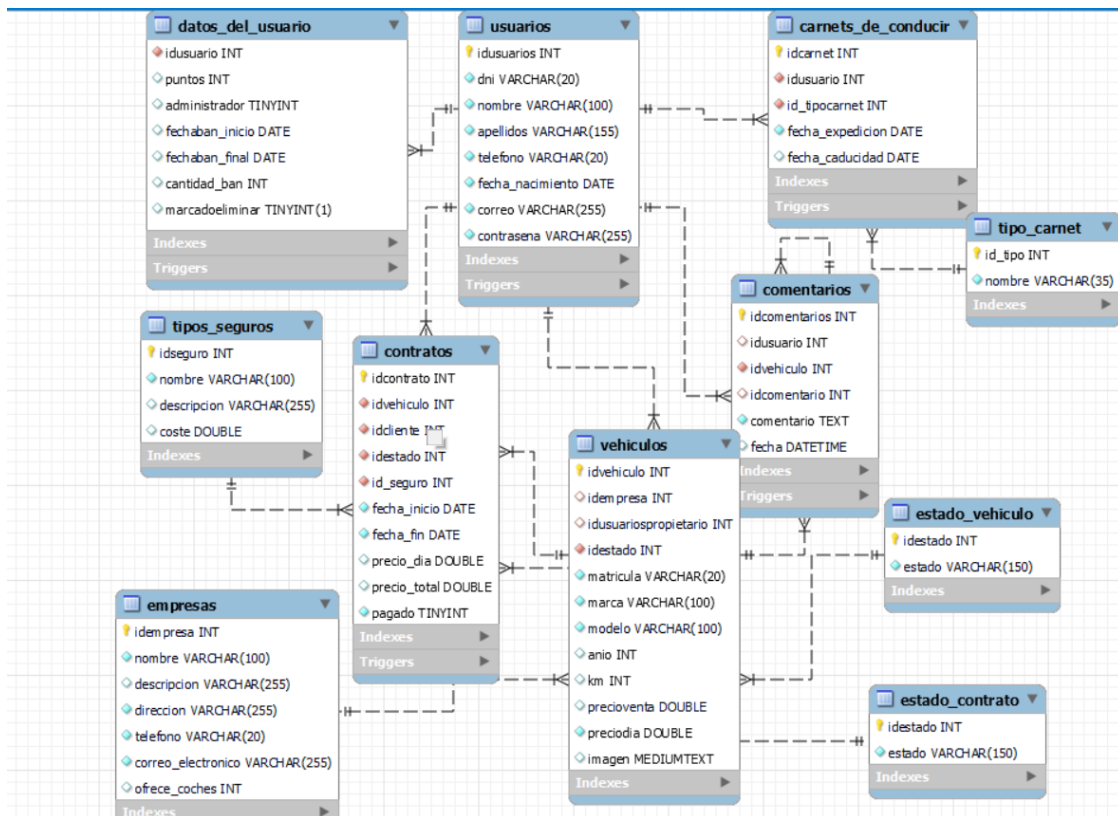 datos_del_usuario
idusuario INT
puntos INT
administrador TINYINT
fechaban_inicio DATE
fechaban_final DATE
cantidad_ban INT
marcadoeliminar TINYINT(1)
Indexes
Triggers
usuarios
idusuarios INT
dni VARCHAR(20)
nombre VARCHAR(100)
apellidos VARCHAR(155)
telefono VARCHAR(20)
fecha_nacimiento DATE
correo VARCHAR(255)
contrasena VARCHAR(255)
Indexes
Triggers
carnets_de_conducir
idcarnet INT
idusuario INT
id_tipocarnet INT
fecha_expedicion DATE
fecha_caducidad DATE
Indexes
Triggers
tipo_carnet
id_tipo INT
nombre VARCHAR(35)
Indexes
comentarios
idcomentarios INT
idusuario INT
idvehiculo INT
idcomentario INT
comentario TEXT
fecha DATETIME
Indexes
Triggers
tipos_seguros
idseguro INT
nombre VARCHAR(100)
descripcion VARCHAR(255)
coste DOUBLE
Indexes
contratos
idcontrato INT
idvehiculo INT
idcliente INT
idestado INT
id_seguro INT
fecha_inicio DATE
fecha_fin DATE
precio_dia DOUBLE
precio_total DOUBLE
pagado TINYINT
Indexes
Triggers
vehiculos
idvehiculo INT
idempresa INT
idusuariospropietario INT
idestado INT
matricula VARCHAR(20)
marca VARCHAR(100)
modelo VARCHAR(100)
anio INT
km INT
precioventa DOUBLE
preciodia DOUBLE
imagen MEDIUMTEXT
Indexes
estado_vehiculo
idestado INT
estado VARCHAR(150)
Indexes
empresas
idempresa INT
nombre VARCHAR(100)
descripcion VARCHAR(255)
direccion VARCHAR(255)
telefono VARCHAR(20)
correo_electronico VARCHAR(255)
ofrece_coches INT
Indexes
estado_contrato
idestado INT
estado VARCHAR(150)
Indexes